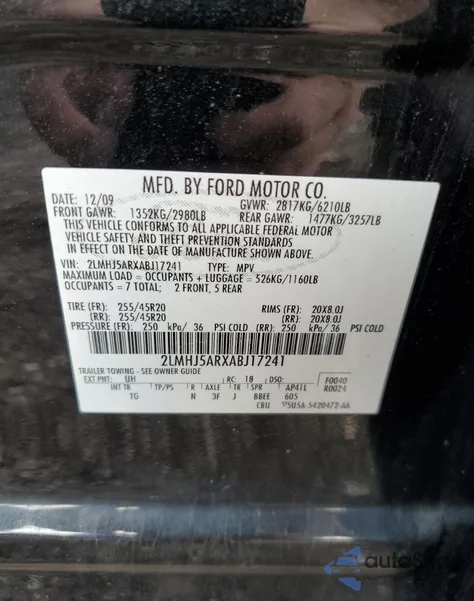 MFD. BY FORD MOTOR CO.
DATE: 12/09 GVWR: 2817KG/6210LB
FRONT GAWR: 1352KG/2980LB REAR GAWR: 1477KG/3257LB
THIS VEHICLE CONFORMS TO ALL APPLICABLE FEDERAL MOTOR
VEHICLE SAFETY AND THEFT PREVENTION STANDARDS
IN EFFECT ON THE DATE OF MANUFACTURE SHOWN ABOVE.
VIN: 2LMHJ5ARXABJ17241 TYPE: MPV
MAXIMUM LOAD = OCCUPANTS + LUGGAGE = 526KG/1160LB
OCCUPANTS = 7 TOTAL: 2 FRONT, 5 REAR
TIRE (FR): 255/45R20 RIMS (FR): 20X8.0J
(RR): 255/45R20 (RR): 20X8.0J
PRESSURE (FR): 250 kPa/ 36 PSI COLD (RR): 250 kPa/ 36 PSI COLD
2LMHJ5ARXABJ17241
TRAILER TOWING - SEE OWNER GUIDE
EXT PNT: UH RC: 18 DSO: F0040
INT TR TP/PS R AXLE TR SPR AP41L R0024
TG N 3F J BBEE 605
CBU 5U5A-5420472-AA